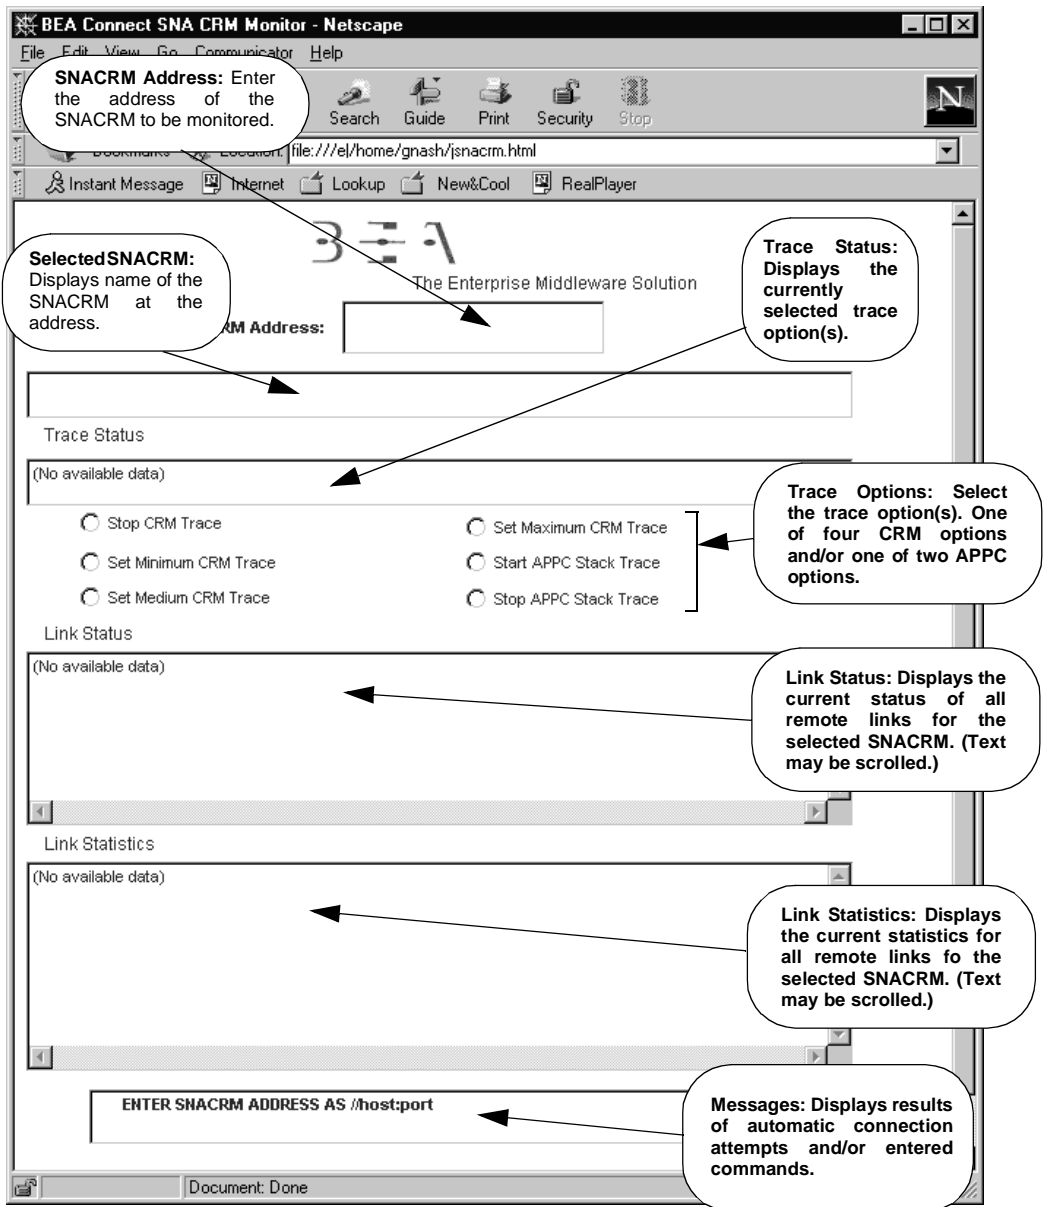 BEA Connect SNA CRM Monitor - Netscape
File Edit View Go Communicator Help
SNACRM Address: Enter
the address of the
SNACRM to be monitored.
Search Guide Print Security Stop
N
Bookmarks Location: file:///e|/home/gnash/jsnacrm.html
Instant Message Internet Lookup New&Cool RealPlayer
BEA
The Enterprise Middleware Solution
Selected SNACRM:
Displays name of the
SNACRM at the
address.
Trace Status:
Displays the
currently
selected trace
option(s).
RM Address:
Trace Status
(No available data)
Stop CRM Trace
Set Minimum CRM Trace
Set Medium CRM Trace
Set Maximum CRM Trace
Start APPC Stack Trace
Stop APPC Stack Trace
Trace Options: Select
the trace option(s). One
of four CRM options
and/or one of two APPC
options.
Link Status
(No available data)
Link Status: Displays the
current status of all
remote links for the
selected SNACRM. (Text
may be scrolled.)
Link Statistics
(No available data)
Link Statistics: Displays
the current statistics for
all remote links fo the
selected SNACRM. (Text
may be scrolled.)
ENTER SNACRM ADDRESS AS //host:port
Messages: Displays results
of automatic connection
attempts and/or entered
commands.
Document: Done